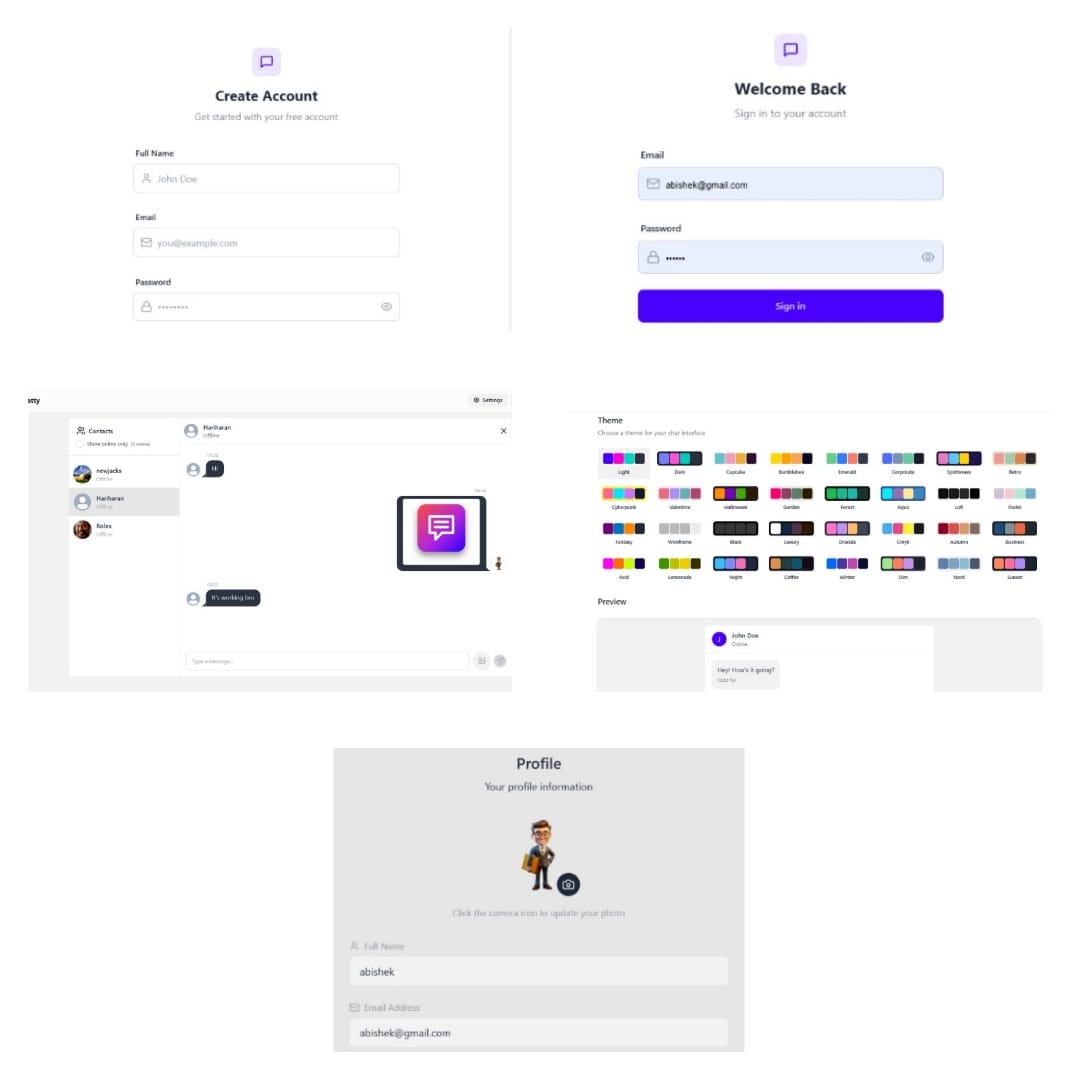 Create Account
Get started with your free account
Full Name
John Doe
Email
you@example.com
Password
Welcome Back
Sign in to your account
Email
abishek@gmail.com
Password
Sign in
atty
Settings
Contacts
Show online only
newjacks
Offline
Hariharan
Offline
Rolex
Offline
Hariharan
Offline
Hi
It's working bro
Type a message...
Theme
Choose a theme for your chat interface
Light Dark Cupcake Bumblebee Emerald Corporate Synthwave Retro
Cyberpunk Valentine Halloween Garden Forest Aqua Lofi Pastel
Fantasy Wireframe Black Luxury Dracula Cmyk Autumn Business
Acid Lemonade Night Coffee Winter Dim Nord Sunset
Preview
J
John Doe
Online
Hey! How's it going?
12:00 PM
Profile
Your profile information
Click the camera icon to update your photo
Full Name
abishek
Email Address
abishek@gmail.com